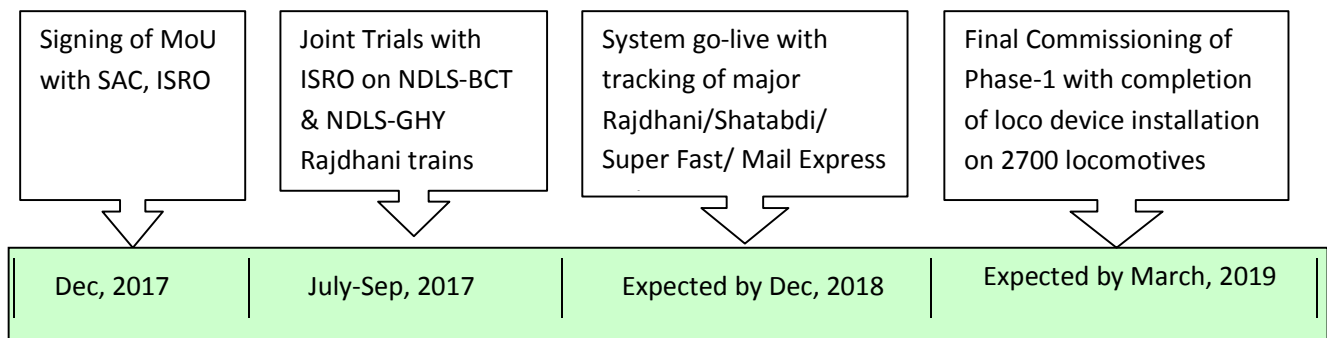 Signing of MoU
with SAC, ISRO
Joint Trials with
ISRO on NDLS-BCT
& NDLS-GHY
Rajdhani trains
System go-live with
tracking of major
Rajdhani/Shatabdi/
Super Fast/ Mail Express
Final Commissioning of
Phase-1 with completion
of loco device installation
on 2700 locomotives
Dec, 2017
July-Sep, 2017
Expected by Dec, 2018
Expected by March, 2019